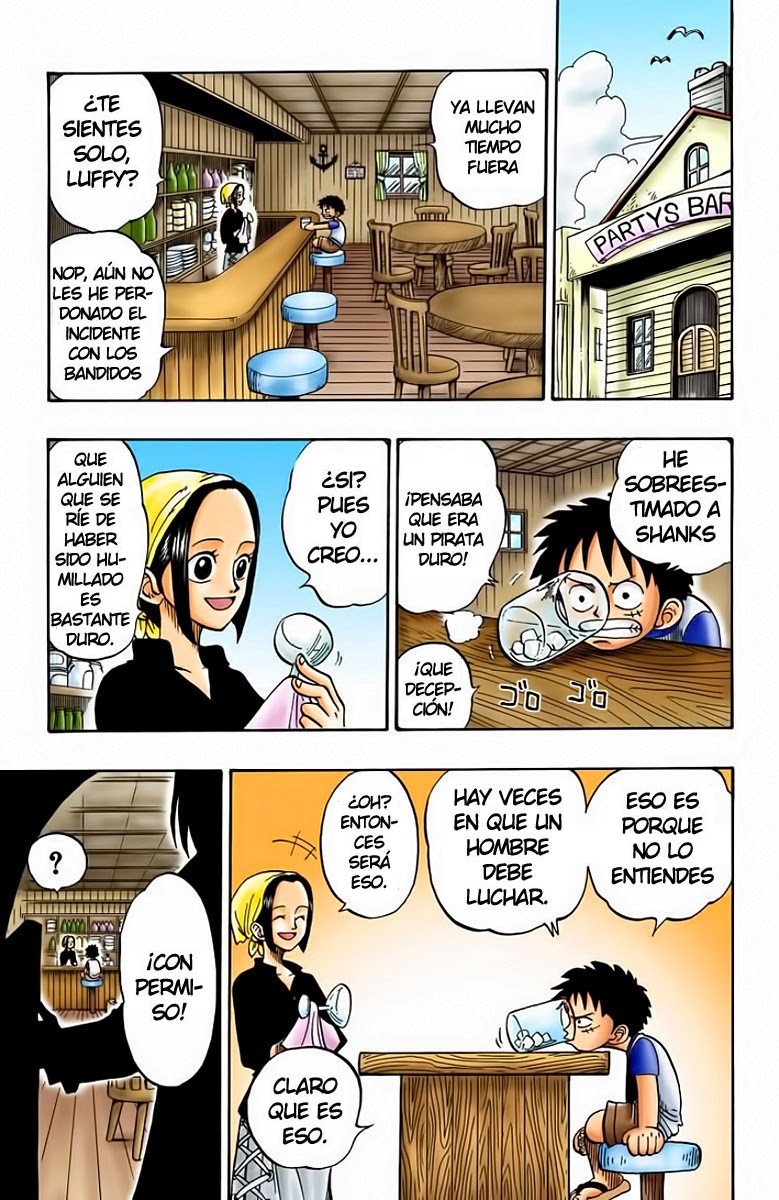 PARTYS BAR
YA LLEVAN
MUCHO
TIEMPO
FUERA
¿TE
SIENTES
SOLO,
LUFFY?
NOP, AÚN NO
LES HE PER-
DONADO EL
INCIDENTE
CON LOS
BANDIDOS
HE
SOBREES-
TIMADO A
SHANKS
¡PENSABA
QUE ERA
UN PIRATA
DURO!
¡QUE
DECEP-
CIÓN!
ゴロ ゴロ
¿SI?
PUES
YO
CREO...
QUE
ALGUIEN
QUE SE
RÍE DE
HABER
SIDO HU-
MILLADO
ES
BASTANTE
DURO.
ESO ES
PORQUE
NO LO
ENTIENDES
HAY VECES
EN QUE UN
HOMBRE
DEBE
LUCHAR.
¿OH?
ENTON-
CES
SERÁ
ESO.
CLARO
QUE ES
ESO.
¡CON
PERMI-
SO!
?